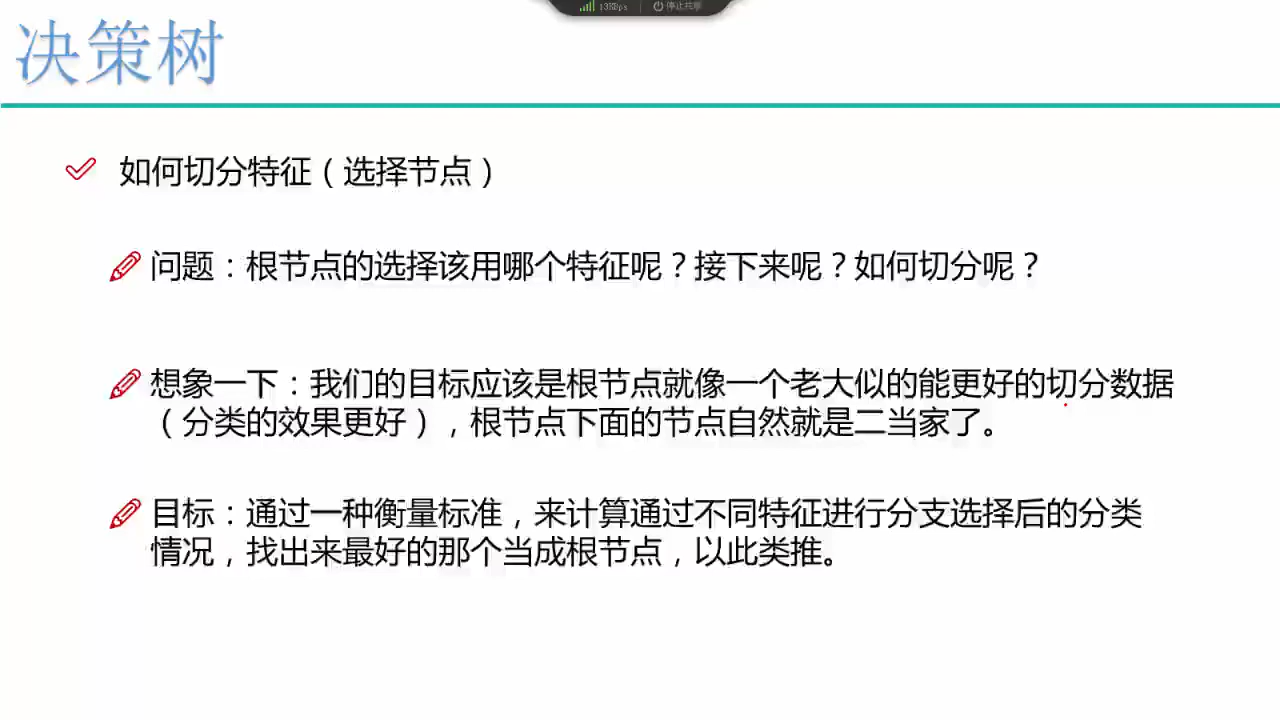 13KBps 停止共享
决策树
如何切分特征（选择节点）
问题：根节点的选择该用哪个特征呢？接下来呢？如何切分呢？
想象一下：我们的目标应该是根节点就像一个老大似的能更好的切分数据
（分类的效果更好），根节点下面的节点自然就是二当家了。
目标：通过一种衡量标准，来计算通过不同特征进行分支选择后的分类
情况，找出来最好的那个当成根节点，以此类推。